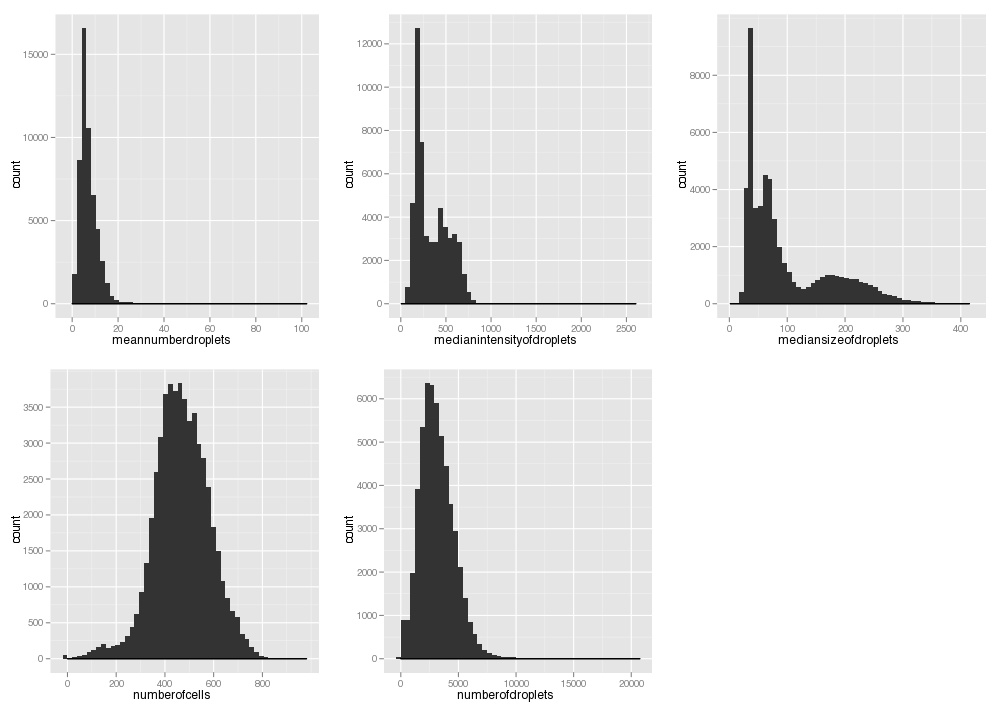 15000
10000
5000
0
count
0 20 40 60 80 100
meannumberdroplets
12000
10000
8000
6000
4000
2000
0
count
0 500 1000 1500 2000 2500
medianintensityofdroplets
8000
6000
4000
2000
0
count
0 100 200 300 400
mediansizeofdroplets
3500
3000
2500
2000
1500
1000
500
0
count
0 200 400 600 800
numberofcells
6000
5000
4000
3000
2000
1000
0
count
0 5000 10000 15000 20000
numberofdroplets